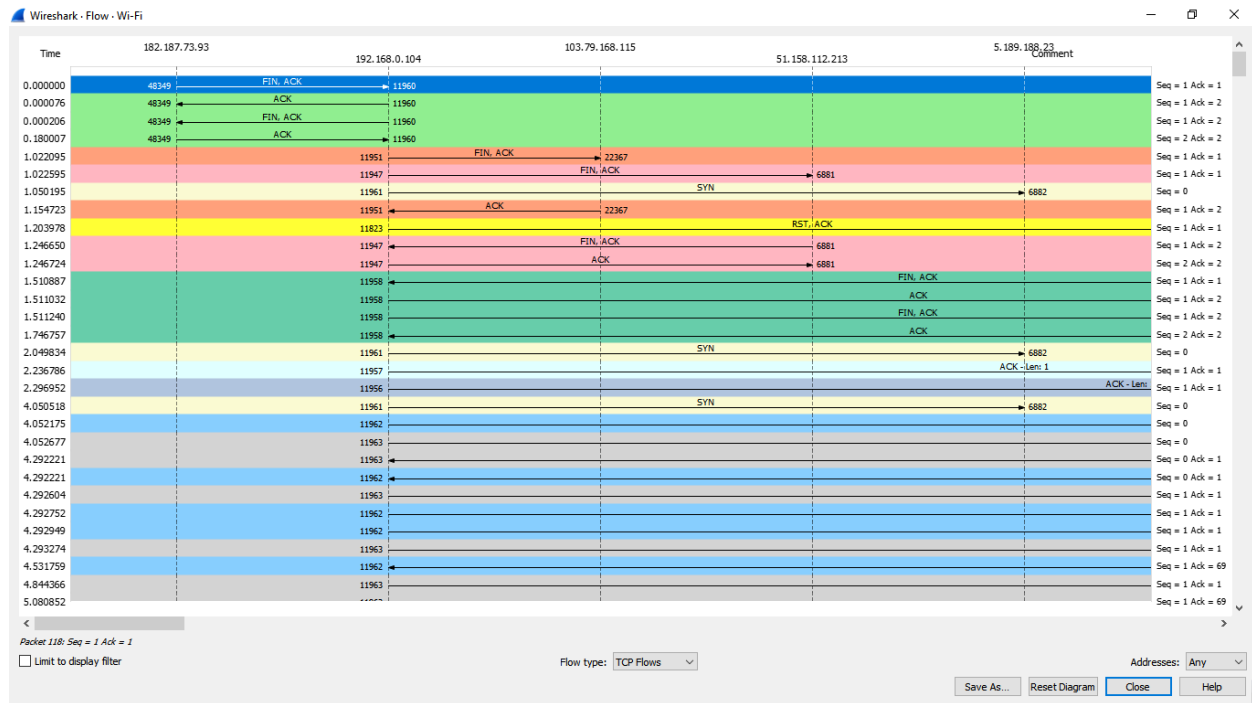 Wireshark · Flow · Wi-Fi
182.187.73.93 103.79.168.115 5.189.188.23
Time 192.168.0.104 51.158.112.213 Comment
0.000000 48349 FIN, ACK 11960 Seq = 1 Ack = 1
0.000076 48349 ACK 11960 Seq = 1 Ack = 2
0.000206 48349 FIN, ACK 11960 Seq = 1 Ack = 2
0.180007 48349 ACK 11960 Seq = 2 Ack = 2
1.022095 11951 FIN, ACK 22367 Seq = 1 Ack = 1
1.022595 11947 FIN, ACK 6881 Seq = 1 Ack = 1
1.050195 11961 SYN 6882 Seq = 0
1.154723 11951 ACK 22367 Seq = 1 Ack = 2
1.203978 11823 RST, ACK Seq = 1 Ack = 1
1.246650 11947 FIN, ACK 6881 Seq = 1 Ack = 2
1.246724 11947 ACK 6881 Seq = 2 Ack = 2
1.510887 11958 FIN, ACK Seq = 1 Ack = 1
1.511032 11958 ACK Seq = 1 Ack = 2
1.511240 11958 FIN, ACK Seq = 1 Ack = 2
1.746757 11958 ACK Seq = 2 Ack = 2
2.049834 11961 SYN 6882 Seq = 0
2.236786 11957 ACK - Len: 1 Seq = 1 Ack = 1
2.296952 11956 ACK - Len: Seq = 1 Ack = 1
4.050518 11961 SYN 6882 Seq = 0
4.052175 11962 Seq = 0
4.052677 11963 Seq = 0
4.292221 11963 Seq = 0 Ack = 1
4.292221 11962 Seq = 0 Ack = 1
4.292604 11963 Seq = 1 Ack = 1
4.292752 11962 Seq = 1 Ack = 1
4.292949 11962 Seq = 1 Ack = 1
4.293274 11963 Seq = 1 Ack = 1
4.531759 11962 Seq = 1 Ack = 69
4.844366 11963 Seq = 1 Ack = 1
5.080852 Seq = 1 Ack = 69
Packet 118: Seq = 1 Ack = 1
Limit to display filter Flow type: TCP Flows Addresses: Any
Save As... Reset Diagram Close Help